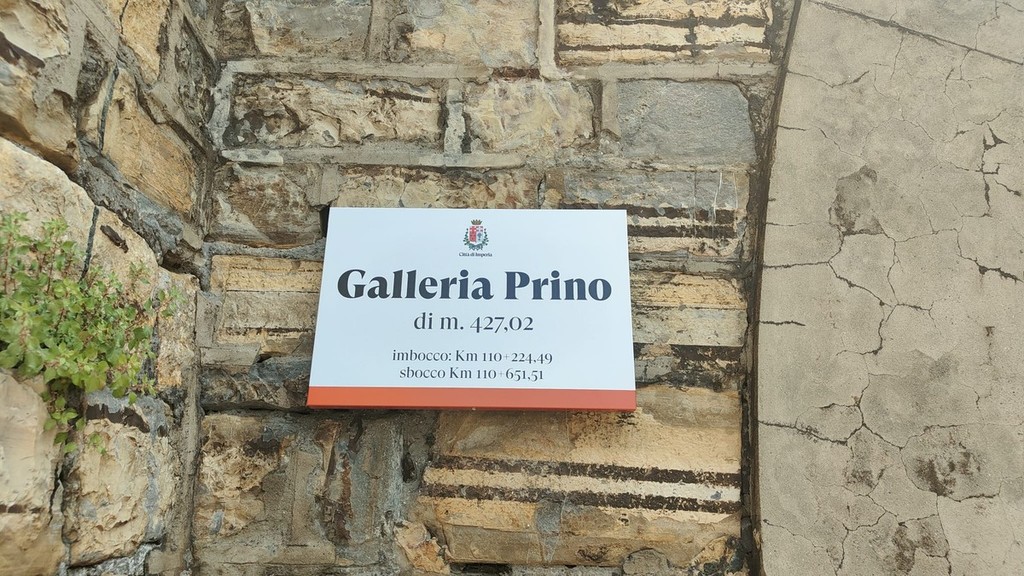 Città di Imperia
Galleria Prino
di m. 427,02
imbocco: Km 110+224,49
sbocco Km 110+651,51